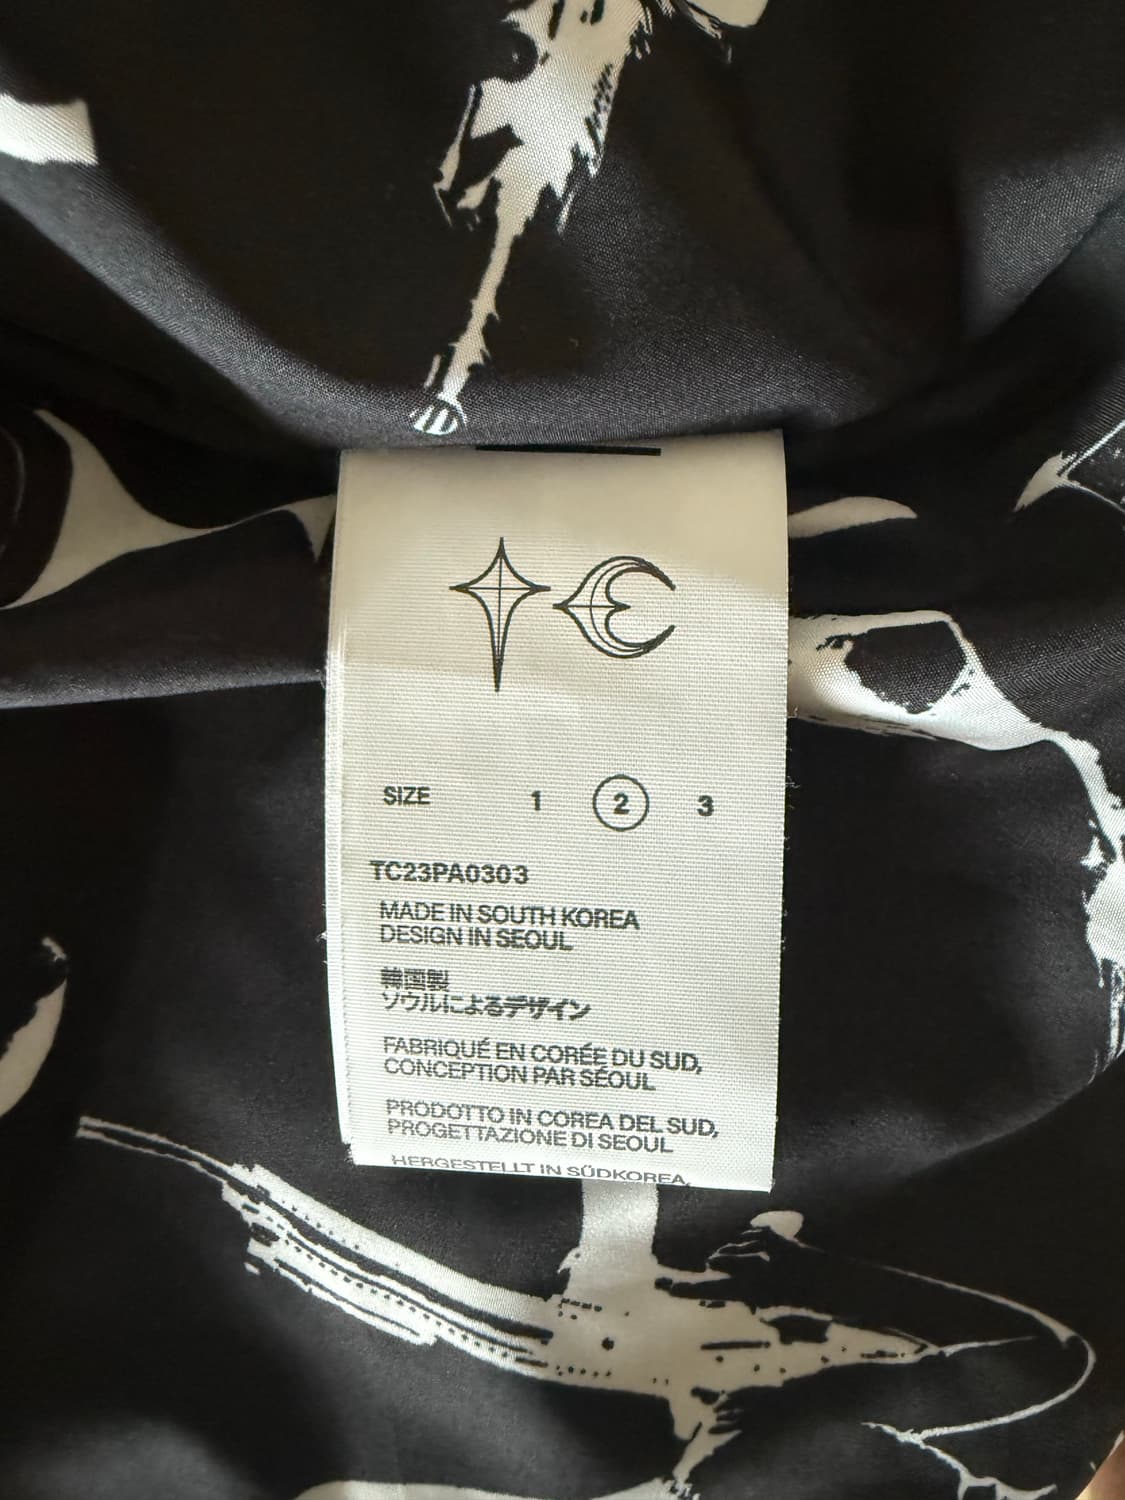 SIZE 1 2 3
TC23PA0303
MADE IN SOUTH KOREA
DESIGN IN SEOUL
韓国製
ソウルによるデザイン
FABRIQUÉ EN CORÉE DU SUD,
CONCEPTION PAR SÉOUL
PRODOTTO IN COREA DEL SUD,
PROGETTAZIONE DI SEOUL
HERGESTELLT IN SÜDKOREA,